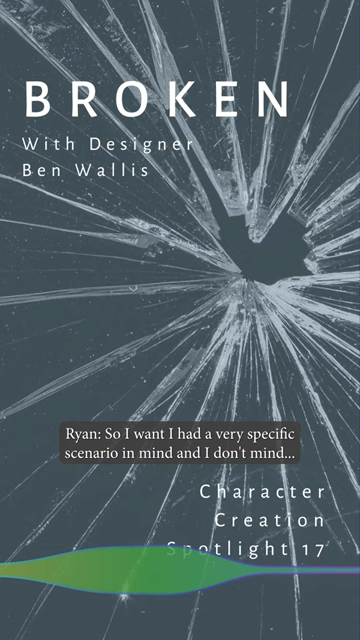 BROKEN
With Designer
Ben Wallis
Ryan: So I want I had a very specific
scenario in mind and I don't mind...
Character
Creation
Spotlight 17